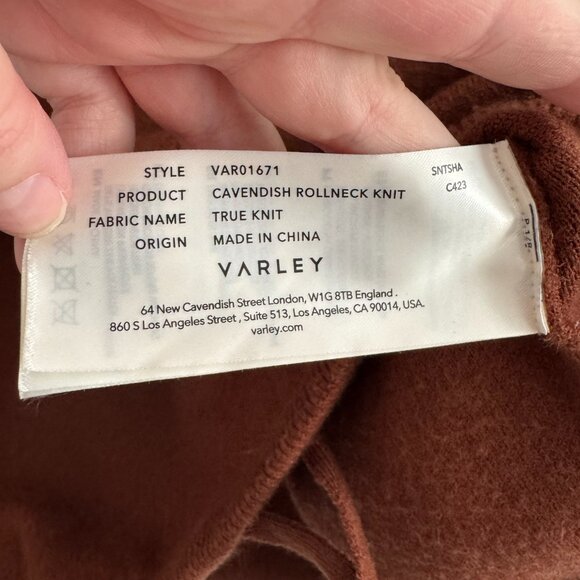 STYLE VAR01671 SNTSHA
PRODUCT CAVENDISH ROLLNECK KNIT C423
FABRIC NAME TRUE KNIT
ORIGIN MADE IN CHINA
VARLEY
64 New Cavendish Street London, W1G 8TB England .
860 S Los Angeles Street , Suite 513, Los Angeles, CA 90014, USA.
varley.com